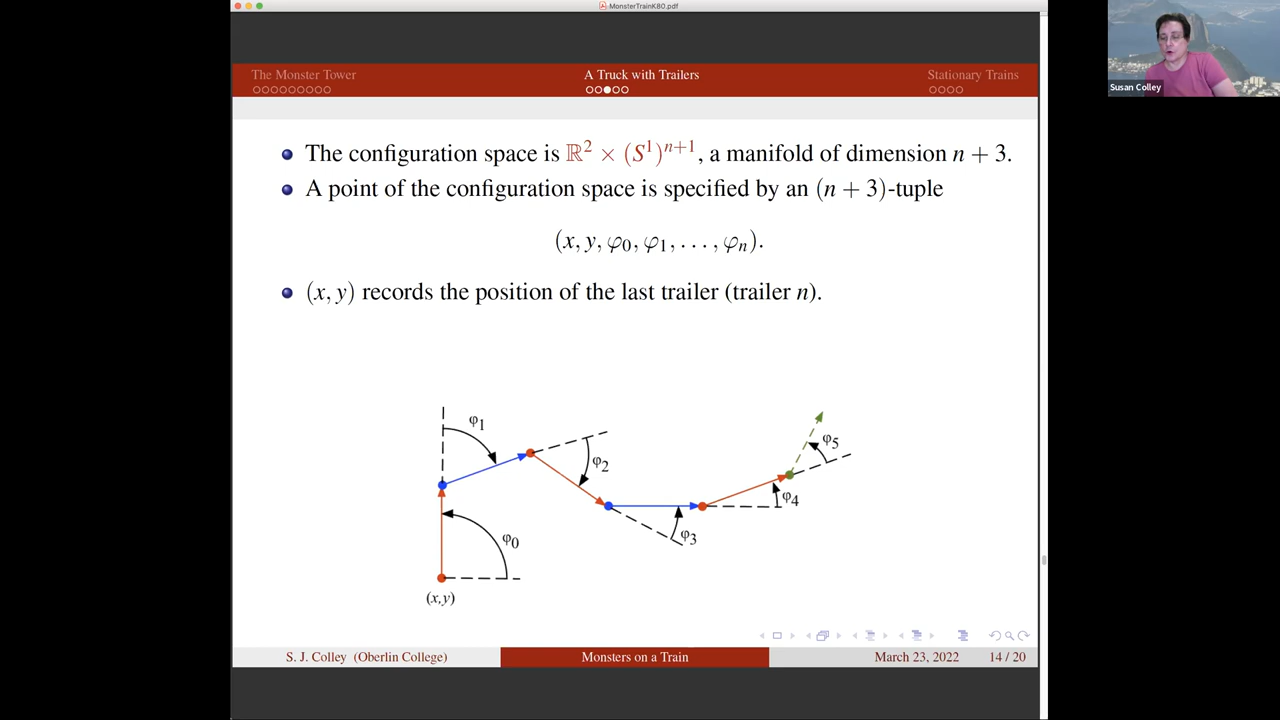 MonsterTrainK80.pdf
The Monster Tower
A Truck with Trailers
Stationary Trains
The configuration space is ℝ² × (S¹)ⁿ⁺¹, a manifold of dimension n + 3.
A point of the configuration space is specified by an (n + 3)-tuple
(x, y, φ₀, φ₁, . . . , φₙ).
(x, y) records the position of the last trailer (trailer n).
φ₁
φ₂
φ₅
φ₄
φ₃
φ₀
(x,y)
S. J. Colley (Oberlin College)
Monsters on a Train
March 23, 2022
14 / 20
Susan Colley